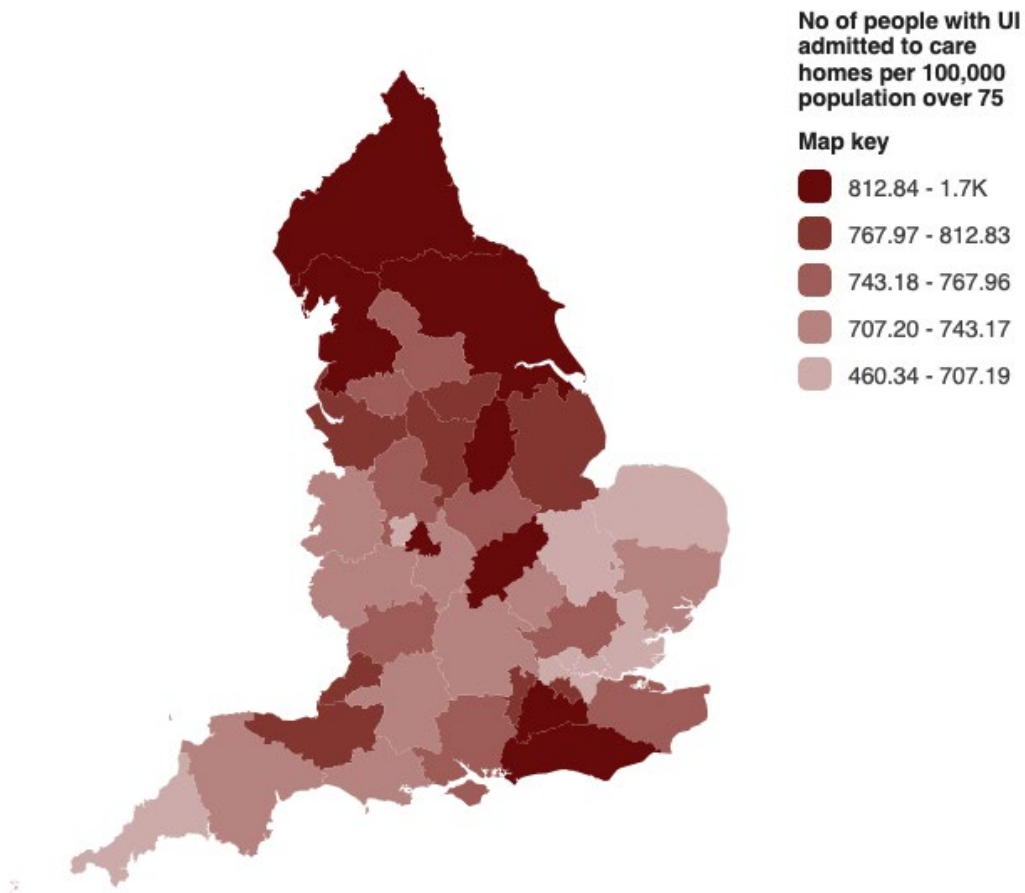 No of people with UI
admitted to care
homes per 100,000
population over 75
Map key
812.84 - 1.7K
767.97 - 812.83
743.18 - 767.96
707.20 - 743.17
460.34 - 707.19